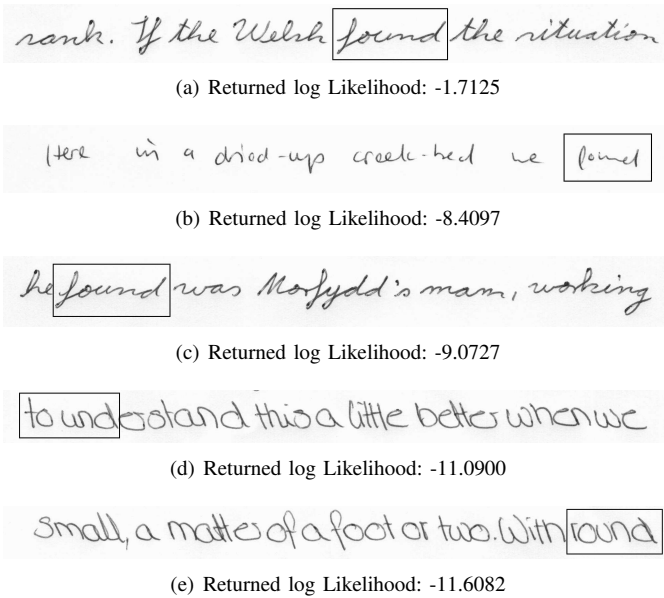 rank. If the Welsh found the situation
(a) Returned log Likelihood: -1.7125
Here in a dried-up creek-bed we found
(b) Returned log Likelihood: -8.4097
he found was Morfydd's mam, working
(c) Returned log Likelihood: -9.0727
to understand this a little better when we
(d) Returned log Likelihood: -11.0900
small, a matter of a foot or two. With round
(e) Returned log Likelihood: -11.6082